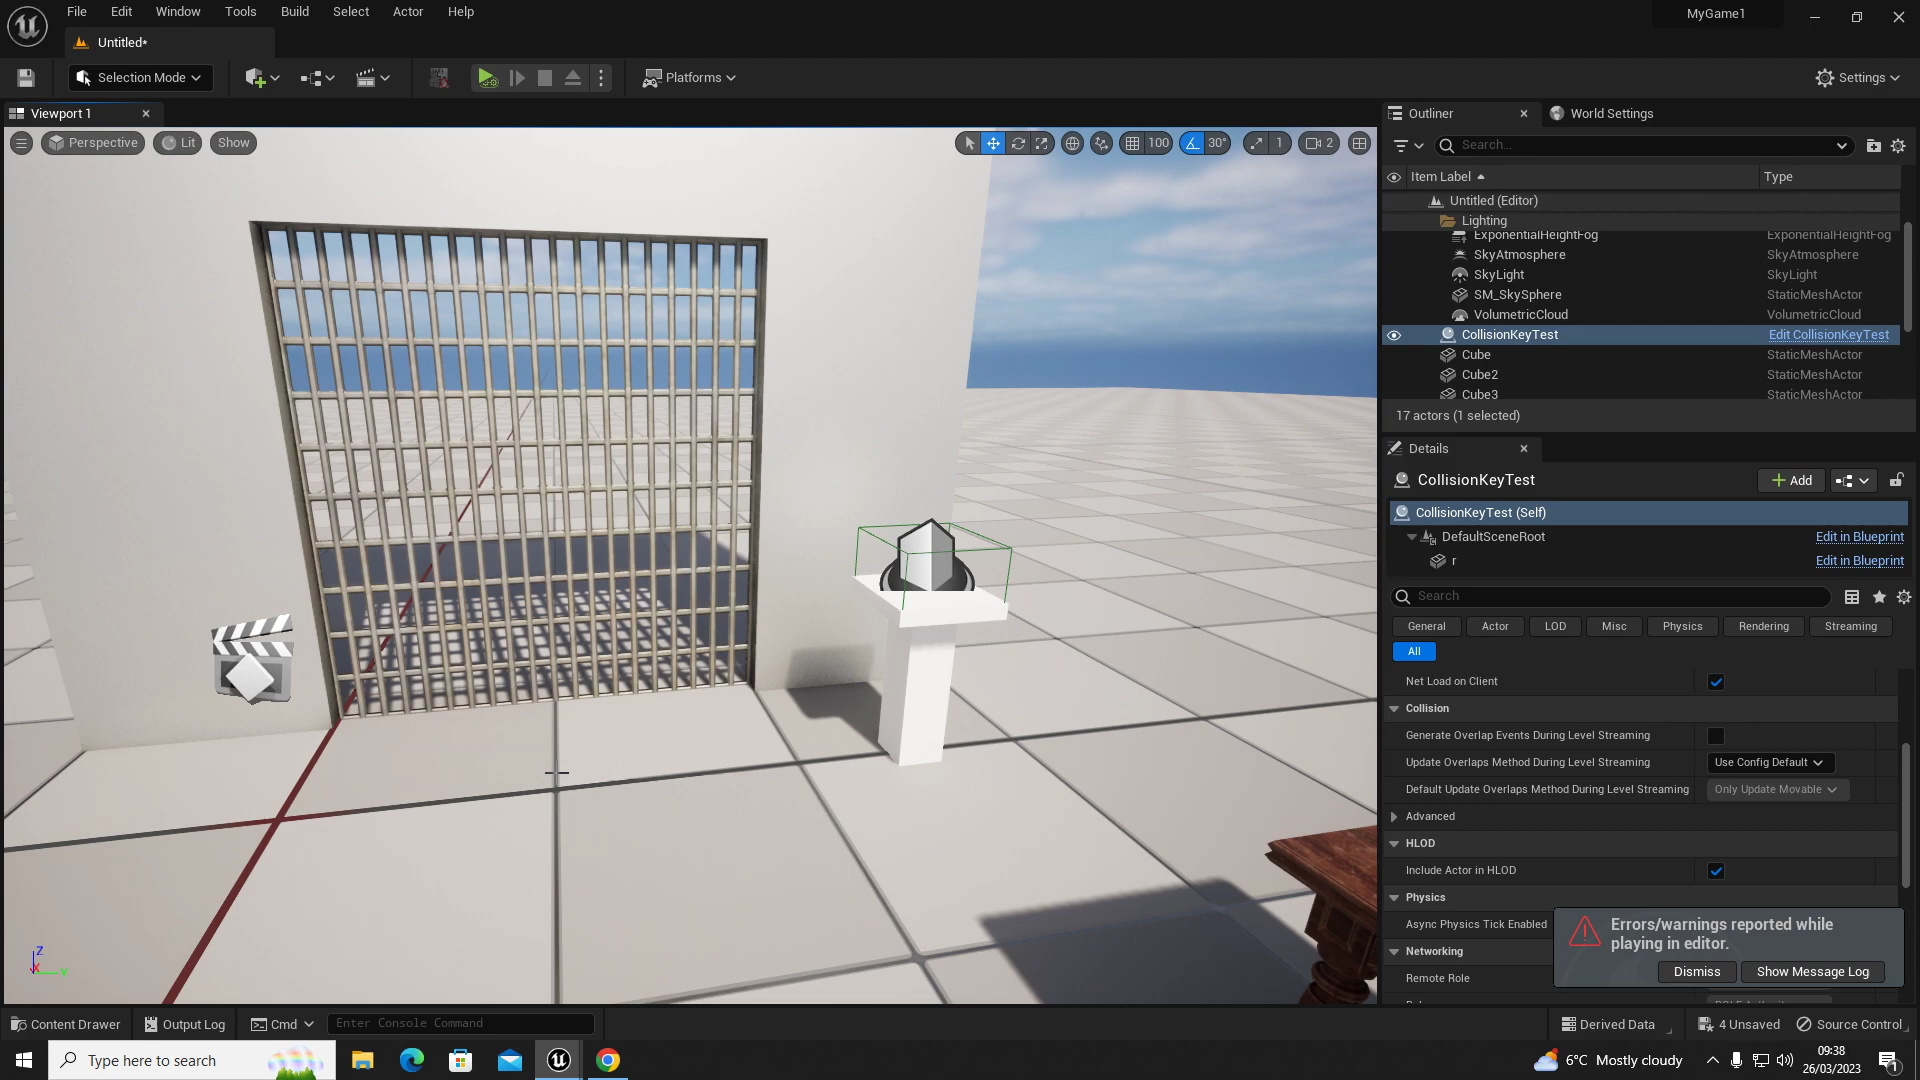 File Edit Window Tools Build Select Actor Help
MyGame1
Untitled*
Selection Mode
Platforms
Settings
Viewport 1
Perspective
Lit
Show
100
30°
1
2
Outliner
World Settings
Search...
Item Label
Type
Untitled (Editor)
Lighting
ExponentialHeightFog ExponentialHeightFog
SkyAtmosphere SkyAtmosphere
SkyLight SkyLight
SM_SkySphere StaticMeshActor
VolumetricCloud VolumetricCloud
CollisionKeyTest Edit CollisionKeyTest
Cube StaticMeshActor
Cube2 StaticMeshActor
Cube3 StaticMeshActor
17 actors (1 selected)
Details
CollisionKeyTest
Add
CollisionKeyTest (Self)
DefaultSceneRoot Edit in Blueprint
r Edit in Blueprint
Search
General Actor LOD Misc Physics Rendering Streaming
All
Net Load on Client
Collision
Generate Overlap Events During Level Streaming
Update Overlaps Method During Level Streaming Use Config Default
Default Update Overlaps Method During Level Streaming Only Update Movable
Advanced
HLOD
Include Actor in HLOD
Physics
Async Physics Tick Enabled
Networking
Remote Role
Errors/warnings reported while
playing in editor.
Dismiss
Show Message Log
Z
X
Y
Content Drawer
Output Log
Cmd
Enter Console Command
Derived Data
4 Unsaved
Source Control
Type here to search
6°C Mostly cloudy
09:38
26/03/2023
1